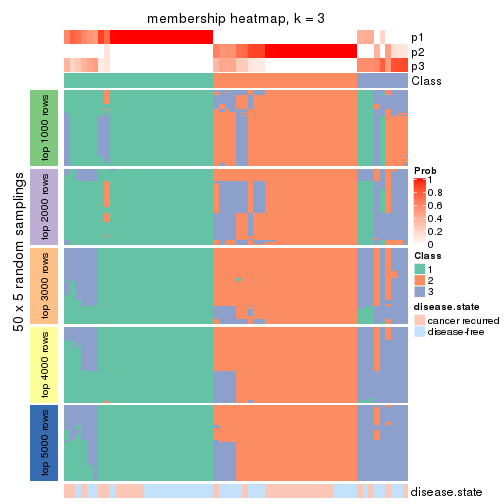 membership heatmap, k = 3
p1
p2
p3
Class
50 x 5 random samplings
top 1000 rows
top 2000 rows
top 3000 rows
top 4000 rows
top 5000 rows
Prob
1
0.8
0.6
0.4
0.2
0
Class
1
2
3
disease.state
cancer recurred
disease-free
disease.state